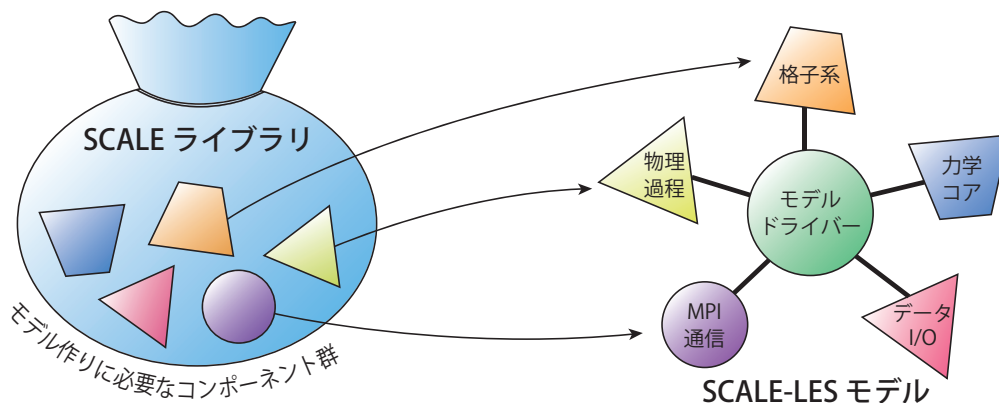 SCALE ライブラリ
モデル作りに必要なコンポーネント群
格子系
物理
過程
力学
コア
モデル
ドライバー
MPI
通信
データ
I/O
SCALE-LES モデル